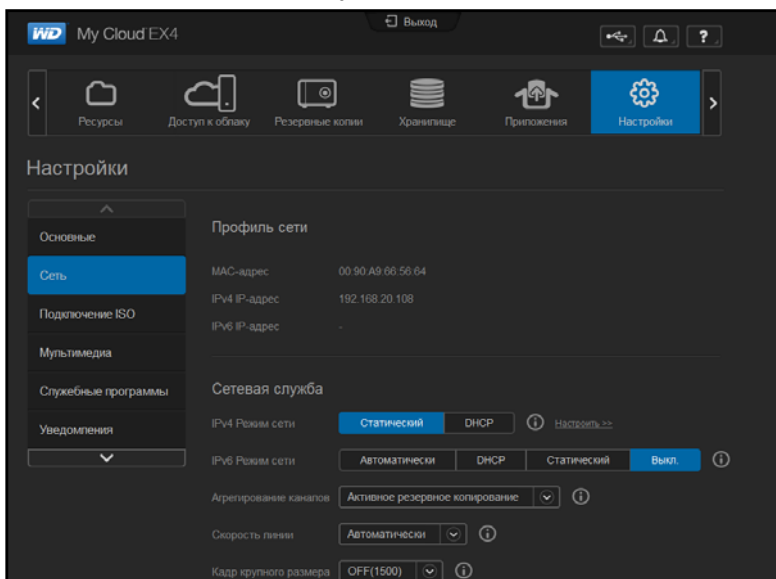 WD My Cloud EX4
Выход
?
Ресурсы
Доступ к облаку
Резервные копии
Хранилище
Приложения
Настройки
Настройки
Основные
Сеть
Подключение ISO
Мультимедиа
Служебные программы
Уведомления
Профиль сети
MAC-адрес 00:90:A9:66:56:64
IPv4 IP-адрес 192.168.20.108
IPv6 IP-адрес -
Сетевая служба
IPv4 Режим сети Статический DHCP i Настроить >>
IPv6 Режим сети Автоматически DHCP Статический Выкл. i
Агрегирование каналов Активное резервное копирование i
Скорость линии Автоматически i
Кадр крупного размера OFF(1500) i